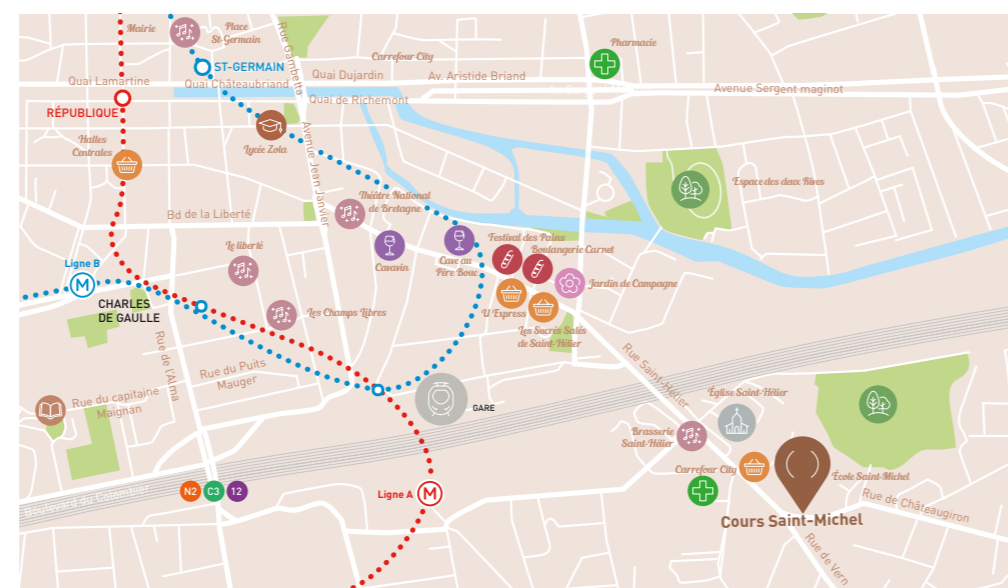 Mairie
Place
St-Germain
Rue Gambetta
Carrefour City
Pharmacie
ST-GERMAIN
Quai Lamartine
Quai Châteaubriand
Quai Dujardin
Av. Aristide Briand
Avenue Sergent maginot
Quai de Richemont
RÉPUBLIQUE
Halles
Centrales
Lycée Zola
Avenue Jean Janvier
Espace des deux Rives
Théâtre National
de Bretagne
Bd de la Liberté
Le liberté
Cavavin
Cave au
Père Bouc
Festival des Pains
Boulangerie Carnet
Jardin de Campagne
Ligne B
M
CHARLES
DE GAULLE
Les Champs Libres
U Express
Les Sucrès Salés
de Saint-Hélier
Rue de l'Alma
Rue du Puits
Mauger
Rue Saint-Hélier
Rue du capitaine
Maignan
GARE
Église Saint-Hélier
Brasserie
Saint-Hélier
Carrefour City
École Saint-Michel
Boulevard du Colombier
N2
C3
12
Ligne A
M
Rue de Châteaugiron
Cours Saint-Michel
Rue de Vern